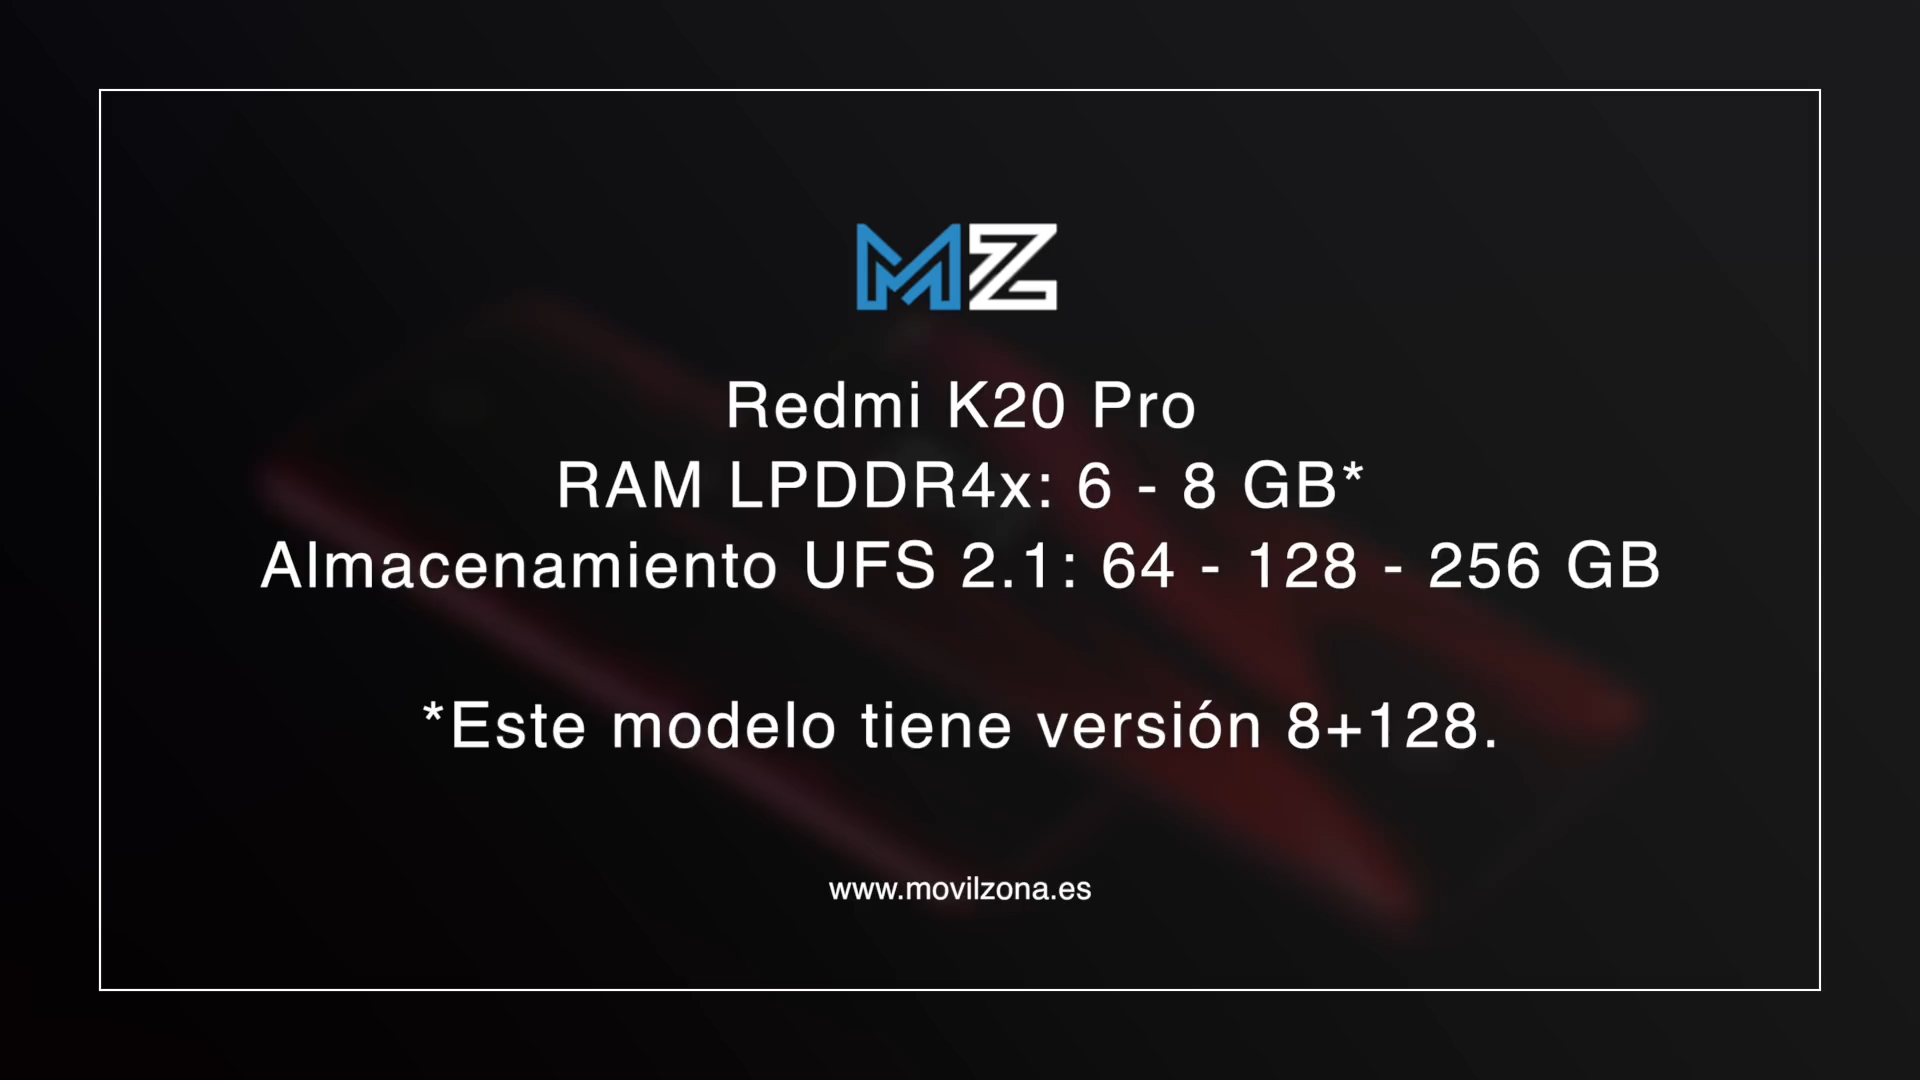 MZ
Redmi K20 Pro
RAM LPDDR4x: 6 - 8 GB*
Almacenamiento UFS 2.1: 64 - 128 - 256 GB
*Este modelo tiene versión 8+128.
www.movilzona.es